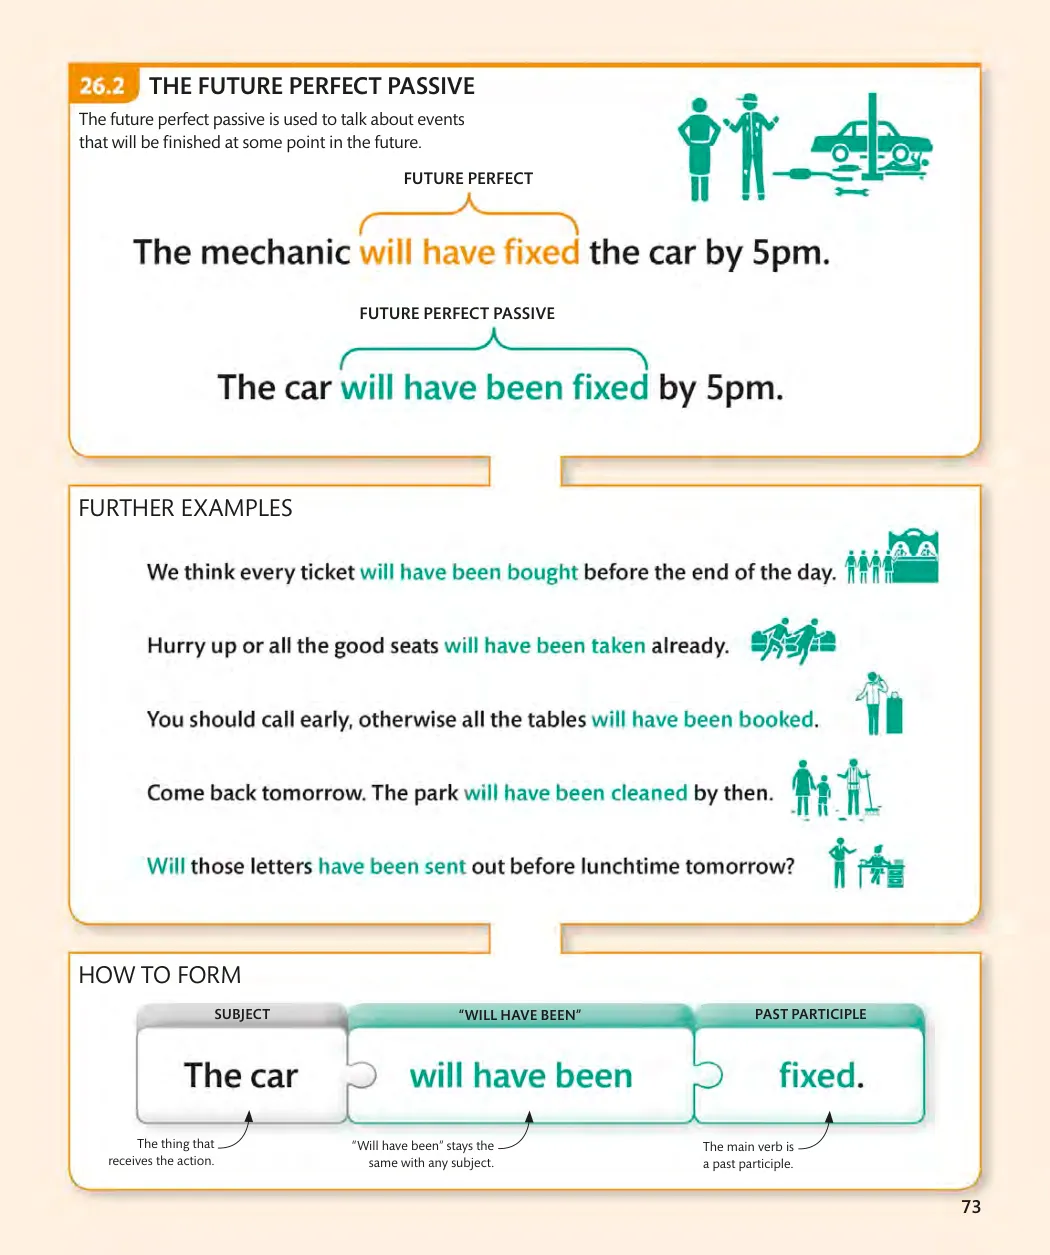 26.2 THE FUTURE PERFECT PASSIVE
The future perfect passive is used to talk about events
that will be finished at some point in the future.
FUTURE PERFECT
The mechanic will have fixed the car by 5pm.
FUTURE PERFECT PASSIVE
The car will have been fixed by 5pm.
FURTHER EXAMPLES
We think every ticket will have been bought before the end of the day.
Hurry up or all the good seats will have been taken already.
You should call early, otherwise all the tables will have been booked.
Come back tomorrow. The park will have been cleaned by then.
Will those letters have been sent out before lunchtime tomorrow?
HOW TO FORM
SUBJECT
“WILL HAVE BEEN”
PAST PARTICIPLE
The car
will have been
fixed.
The thing that
receives the action.
“Will have been” stays the
same with any subject.
The main verb is
a past participle.
73